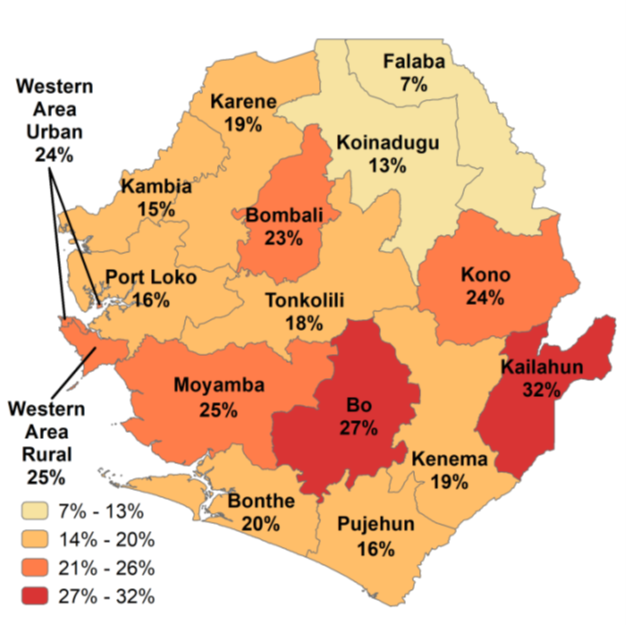 Falaba
7%
Western
Area
Urban
24%
Karene
19%
Koinadugu
13%
Kambia
15%
Bombali
23%
Port Loko
16%
Kono
24%
Tonkolili
18%
Kailahun
32%
Moyamba
25%
Bo
27%
Western
Area
Rural
25%
Kenema
19%
Bonthe
20%
Pujehun
16%
7% - 13%
14% - 20%
21% - 26%
27% - 32%